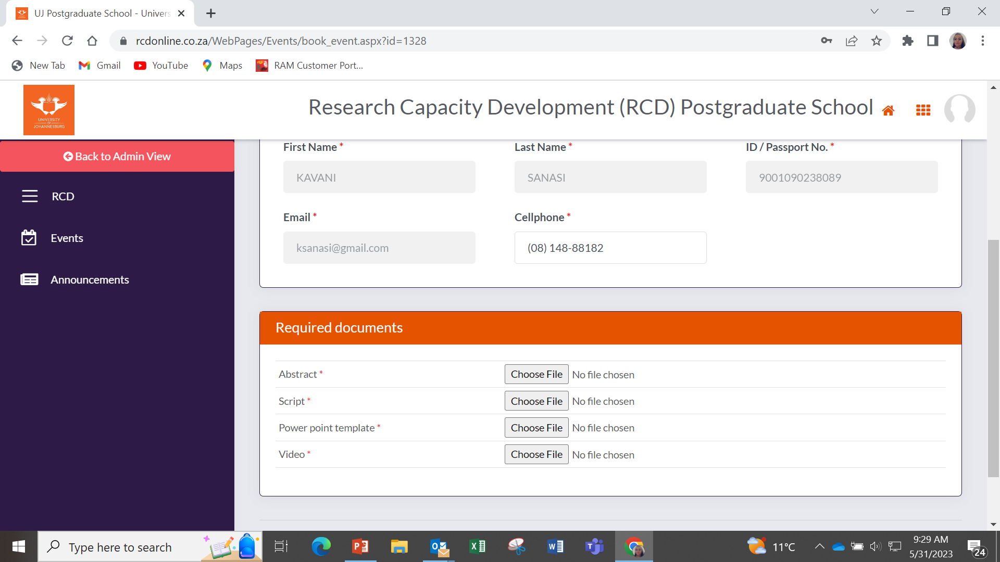 UJ Postgraduate School - Univers
rcdonline.co.za/WebPages/Events/book_event.aspx?id=1328
New Tab Gmail YouTube Maps RAM Customer Port...
UNIVERSITY
OF
JOHANNESBURG
Research Capacity Development (RCD) Postgraduate School
Back to Admin View
RCD
Events
Announcements
First Name * Last Name * ID / Passport No. *
KAVANI SANASI 9001090238089
Email * Cellphone *
ksanasi@gmail.com (08) 148-88182
Required documents
Abstract * Choose File No file chosen
Script * Choose File No file chosen
Power point template * Choose File No file chosen
Video * Choose File No file chosen
Type here to search
11°C
9:29 AM
5/31/2023
24